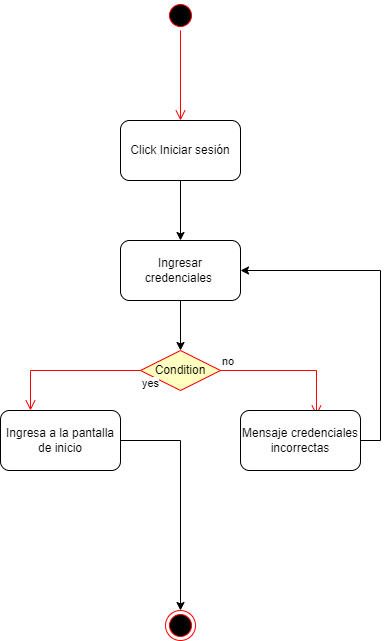 Click Iniciar sesión
Ingresar
credenciales
Condition
no
yes
Ingresa a la pantalla
de inicio
Mensaje credenciales
incorrectas